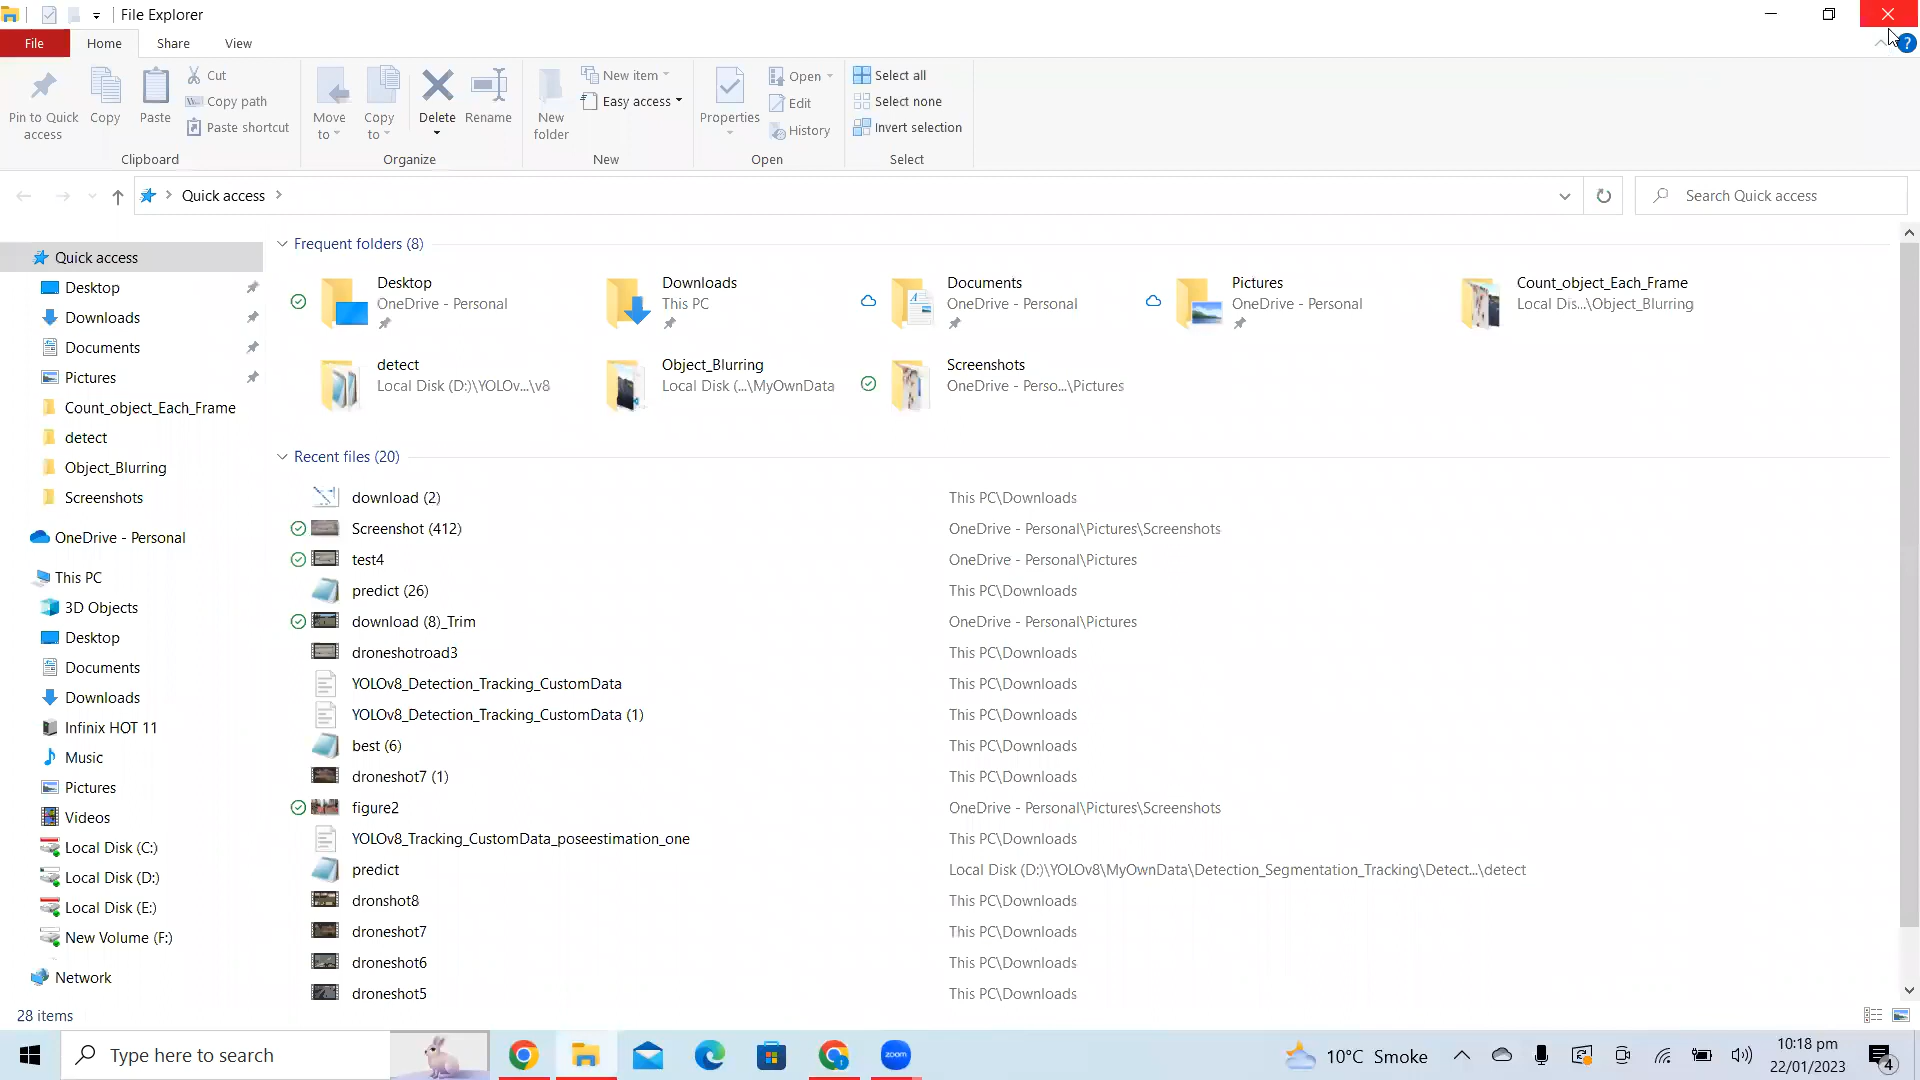 File Explorer
File Home Share View
Pin to Quick access
Copy
Paste
Cut
Copy path
Paste shortcut
Clipboard
Move to
Copy to
Delete
Rename
Organize
New folder
New item
Easy access
New
Properties
Open
Edit
History
Open
Select all
Select none
Invert selection
Select
Quick access
Search Quick access
Quick access
Desktop
Downloads
Documents
Pictures
Count_object_Each_Frame
detect
Object_Blurring
Screenshots
OneDrive - Personal
This PC
3D Objects
Desktop
Documents
Downloads
Infinix HOT 11
Music
Pictures
Videos
Local Disk (C:)
Local Disk (D:)
Local Disk (E:)
New Volume (F:)
Network
Frequent folders (8)
Desktop
OneDrive - Personal
Downloads
This PC
Documents
OneDrive - Personal
Pictures
OneDrive - Personal
Count_object_Each_Frame
Local Dis...\Object_Blurring
detect
Local Disk (D:)\YOLOv...\v8
Object_Blurring
Local Disk (...\MyOwnData
Screenshots
OneDrive - Perso...\Pictures
Recent files (20)
download (2) This PC\Downloads
Screenshot (412) OneDrive - Personal\Pictures\Screenshots
test4 OneDrive - Personal\Pictures
predict (26) This PC\Downloads
download (8)_Trim OneDrive - Personal\Pictures
droneshotroad3 This PC\Downloads
YOLOv8_Detection_Tracking_CustomData This PC\Downloads
YOLOv8_Detection_Tracking_CustomData (1) This PC\Downloads
best (6) This PC\Downloads
droneshot7 (1) This PC\Downloads
figure2 OneDrive - Personal\Pictures\Screenshots
YOLOv8_Tracking_CustomData_poseestimation_one This PC\Downloads
predict Local Disk (D:)\YOLOv8\MyOwnData\Detection_Segmentation_Tracking\Detect...\detect
dronshot8 This PC\Downloads
droneshot7 This PC\Downloads
droneshot6 This PC\Downloads
droneshot5 This PC\Downloads
28 items
Type here to search
zoom
10°C Smoke
10:18 pm
22/01/2023
4